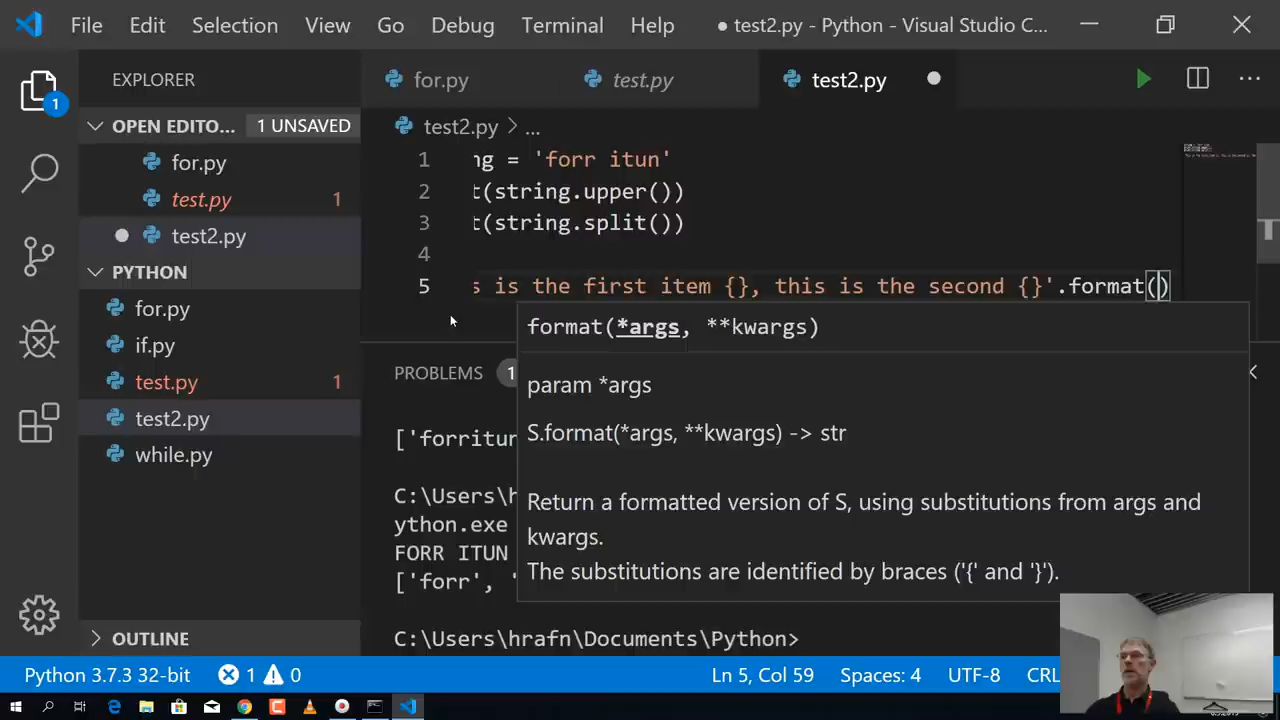 File Edit Selection View Go Debug Terminal Help ● test2.py - Python - Visual Studio C...
EXPLORER
1
OPEN EDITO... 1 UNSAVED
for.py
test.py 1
test2.py
PYTHON
for.py
if.py
test.py 1
test2.py
while.py
OUTLINE
for.py test.py test2.py
test2.py > ...
1 ng = 'forr itun'
2 t(string.upper())
3 t(string.split())
4
5 s is the first item {}, this is the second {}'.format()
format(*args, **kwargs)
param *args
S.format(*args, **kwargs) -> str
Return a formatted version of S, using substitutions from args and
kwargs.
The substitutions are identified by braces ('{' and '}').
PROBLEMS 1
['forritun
C:\Users\h
ython.exe
FORR ITUN
['forr', '
C:\Users\hrafn\Documents\Python>
Python 3.7.3 32-bit 1 0 Ln 5, Col 59 Spaces: 4 UTF-8 CRL